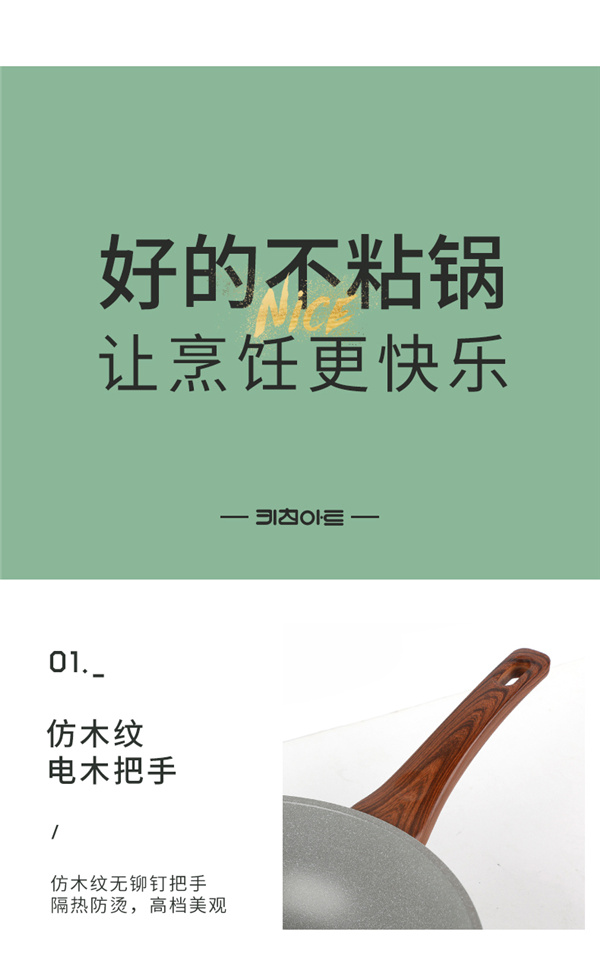 好的不粘锅
NiCE
让烹饪更快乐
키친아트
01._
仿木纹
电木把手
/
仿木纹无铆钉把手
隔热防烫，高档美观